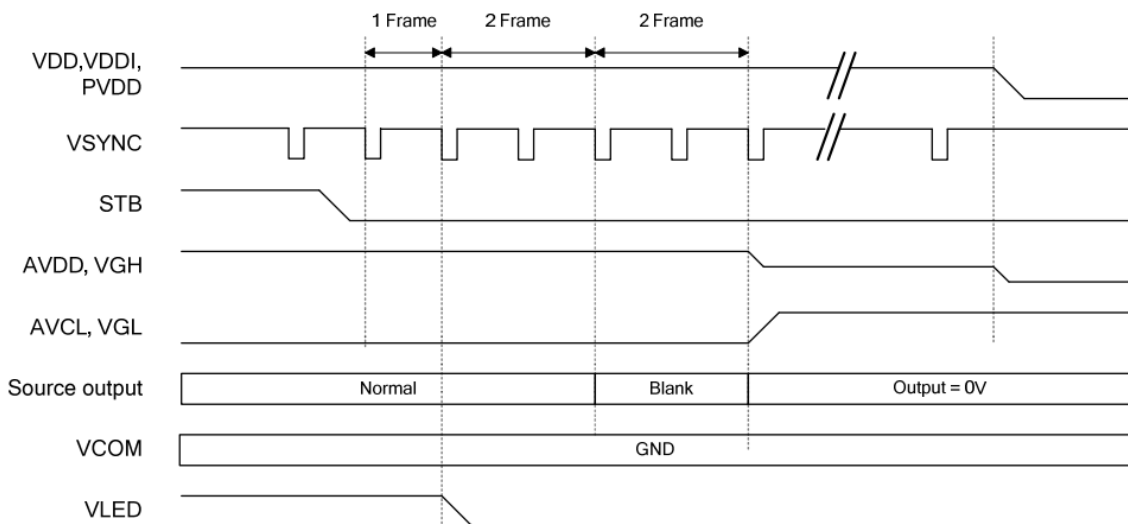 1 Frame 2 Frame 2 Frame
VDD,VDDI,
PVDD
VSYNC
STB
AVDD, VGH
AVCL, VGL
Source output Normal Blank Output = 0V
VCOM GND
VLED